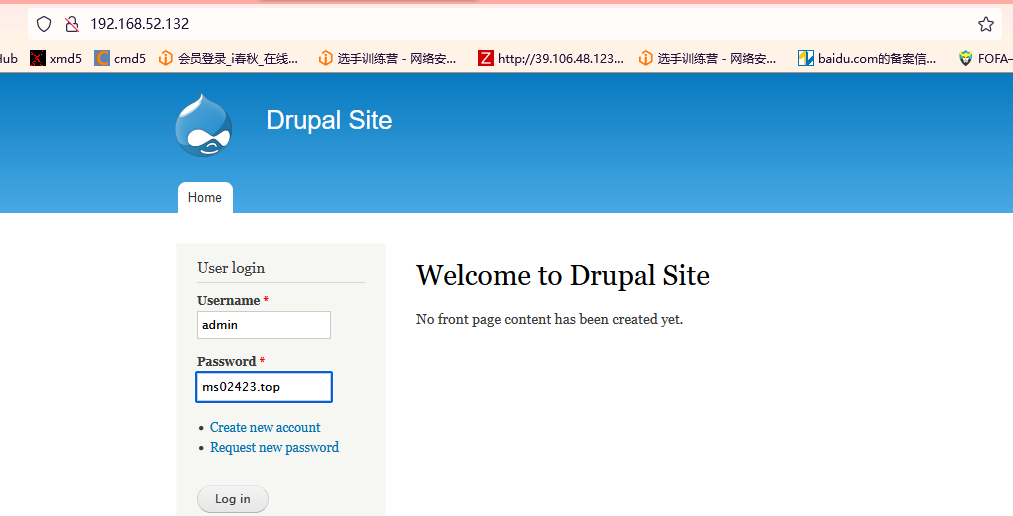 192.168.52.132
Hub xmd5 cmd5 会员登录_i春秋_在线... 选手训练营 - 网络安... http://39.106.48.123... 选手训练营 - 网络安... baidu.com的备案信... FOFA—
Drupal Site
Home
User login
Welcome to Drupal Site
Username *
admin
No front page content has been created yet.
Password *
ms02423.top
Create new account
Request new password
Log in